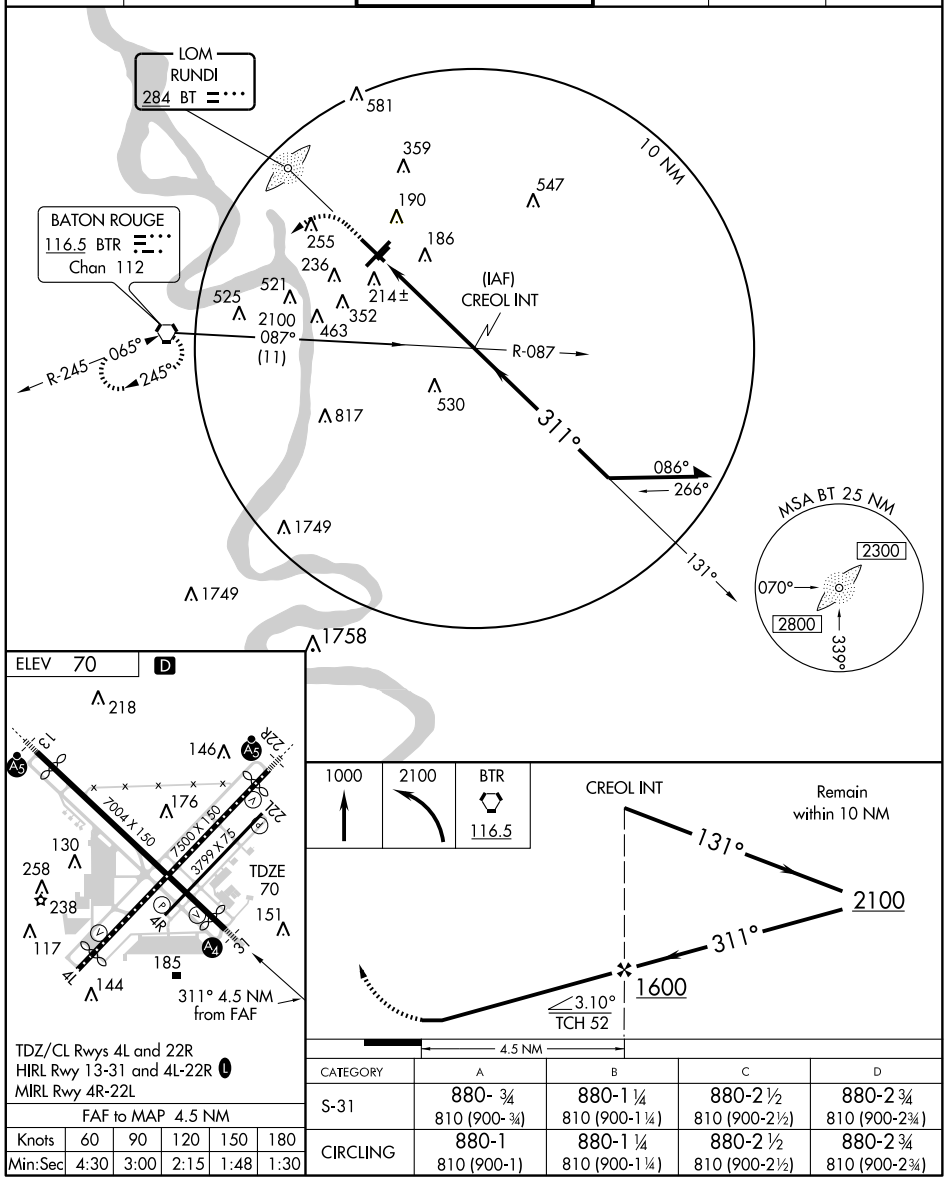 LOM
RUNDI
284 BT
581
359
10 NM
547
190
BATON ROUGE
116.5 BTR
Chan 112
255
186
236
(IAF)
CREOL INT
521
214±
525
352
2100
463
087°
(11)
R-087
R-245
065°
245°
530
817
311°
086°
266°
MSA BT 25 NM
1749
2300
070°
131°
1749
2800
339°
1758
ELEV 70
D
218
13
146
A5
22R
A5
176
22L
V
P
7004 X 150
7500 X 150
3799 X 75
130
258
TDZE
70
238
P
4R
V
151
117
V
A4
31
4L
185
144
311° 4.5 NM
from FAF
TDZ/CL Rwys 4L and 22R
HIRL Rwy 13-31 and 4L-22R L
MIRL Rwy 4R-22L
FAF to MAP 4.5 NM
Knots 60 90 120 150 180
Min:Sec 4:30 3:00 2:15 1:48 1:30
1000
2100
BTR
116.5
CREOL INT
Remain
within 10 NM
131°
2100
311°
1600
3.10°
TCH 52
4.5 NM
CATEGORY A B C D
S-31 880-¾ 880-1¼ 880-2½ 880-2¾
810 (900-¾) 810 (900-1¼) 810 (900-2½) 810 (900-2¾)
CIRCLING 880-1 880-1¼ 880-2½ 880-2¾
810 (900-1) 810 (900-1¼) 810 (900-2½) 810 (900-2¾)